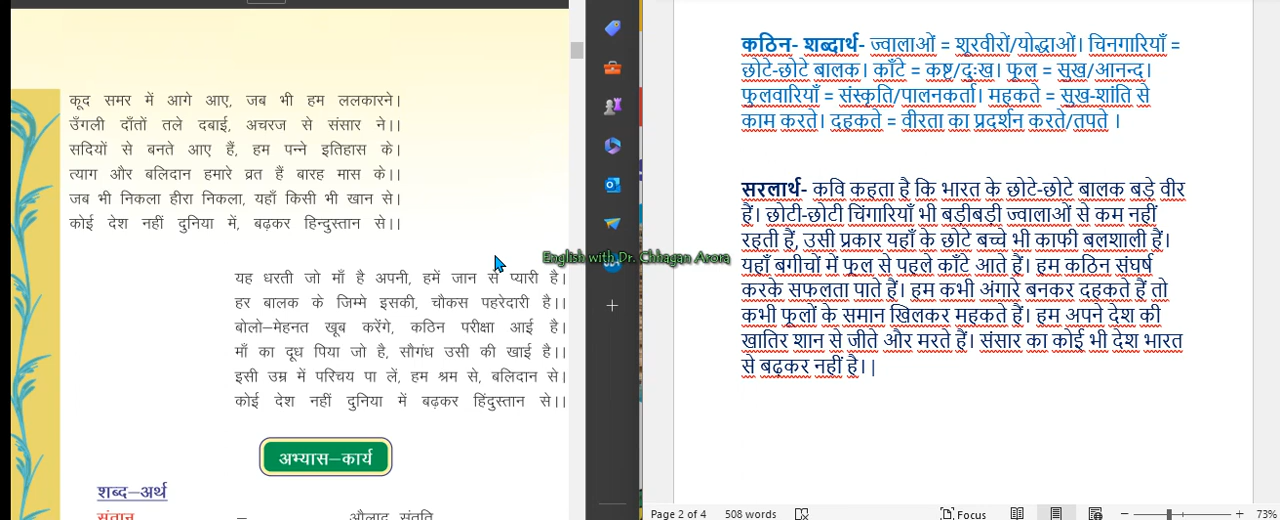 कूद समर में आगे आए, जब भी हम ललकारने।
उँगली दाँतों तले दबाई, अचरज से संसार ने।।
सदियों से बनते आए हैं, हम पन्ने इतिहास के।
त्याग और बलिदान हमारे व्रत हैं बारह मास के।।
जब भी निकला हीरा निकला, यहाँ किसी भी खान से।
कोई देश नहीं दुनिया में, बढ़कर हिन्दुस्तान से।।
यह धरती जो माँ है अपनी, हमें जान से प्यारी है।
हर बालक के जिम्मे इसकी, चौकस पहरेदारी है।।
बोलो–मेहनत खूब करेंगे, कठिन परीक्षा आई है।
माँ का दूध पिया जो है, सौगंध उसी की खाई है।।
इसी उम्र में परिचय पा लें, हम श्रम से, बलिदान से।
कोई देश नहीं दुनिया में बढ़कर हिंदुस्तान से।।
अभ्यास–कार्य
शब्द–अर्थ
संतान – औलाद, संतति
English with Dr. Chhagan Arora
कठिन- शब्दार्थ- ज्वालाओं = शूरवीरों/योद्धाओं। चिनगारियाँ =
छोटे-छोटे बालक। काँटे = कष्ट/दुःख। फूल = सुख/आनन्द।
फुलवारियाँ = संस्कृति/पालनकर्ता। महकते = सुख-शांति से
काम करते। दहकते = वीरता का प्रदर्शन करते/तपते ।
सरलार्थ- कवि कहता है कि भारत के छोटे-छोटे बालक बड़े वीर
हैं। छोटी-छोटी चिंगारियाँ भी बड़ीबड़ी ज्वालाओं से कम नहीं
रहती हैं, उसी प्रकार यहाँ के छोटे बच्चे भी काफी बलशाली हैं।
यहाँ बगीचों में फूल से पहले काँटे आते हैं। हम कठिन संघर्ष
करके सफलता पाते हैं। हम कभी अंगारे बनकर दहकते हैं तो
कभी फूलों के समान खिलकर महकते हैं। हम अपने देश की
खातिर शान से जीते और मरते हैं। संसार का कोई भी देश भारत
से बढ़कर नहीं है।
Page 2 of 4 508 words Focus 73%